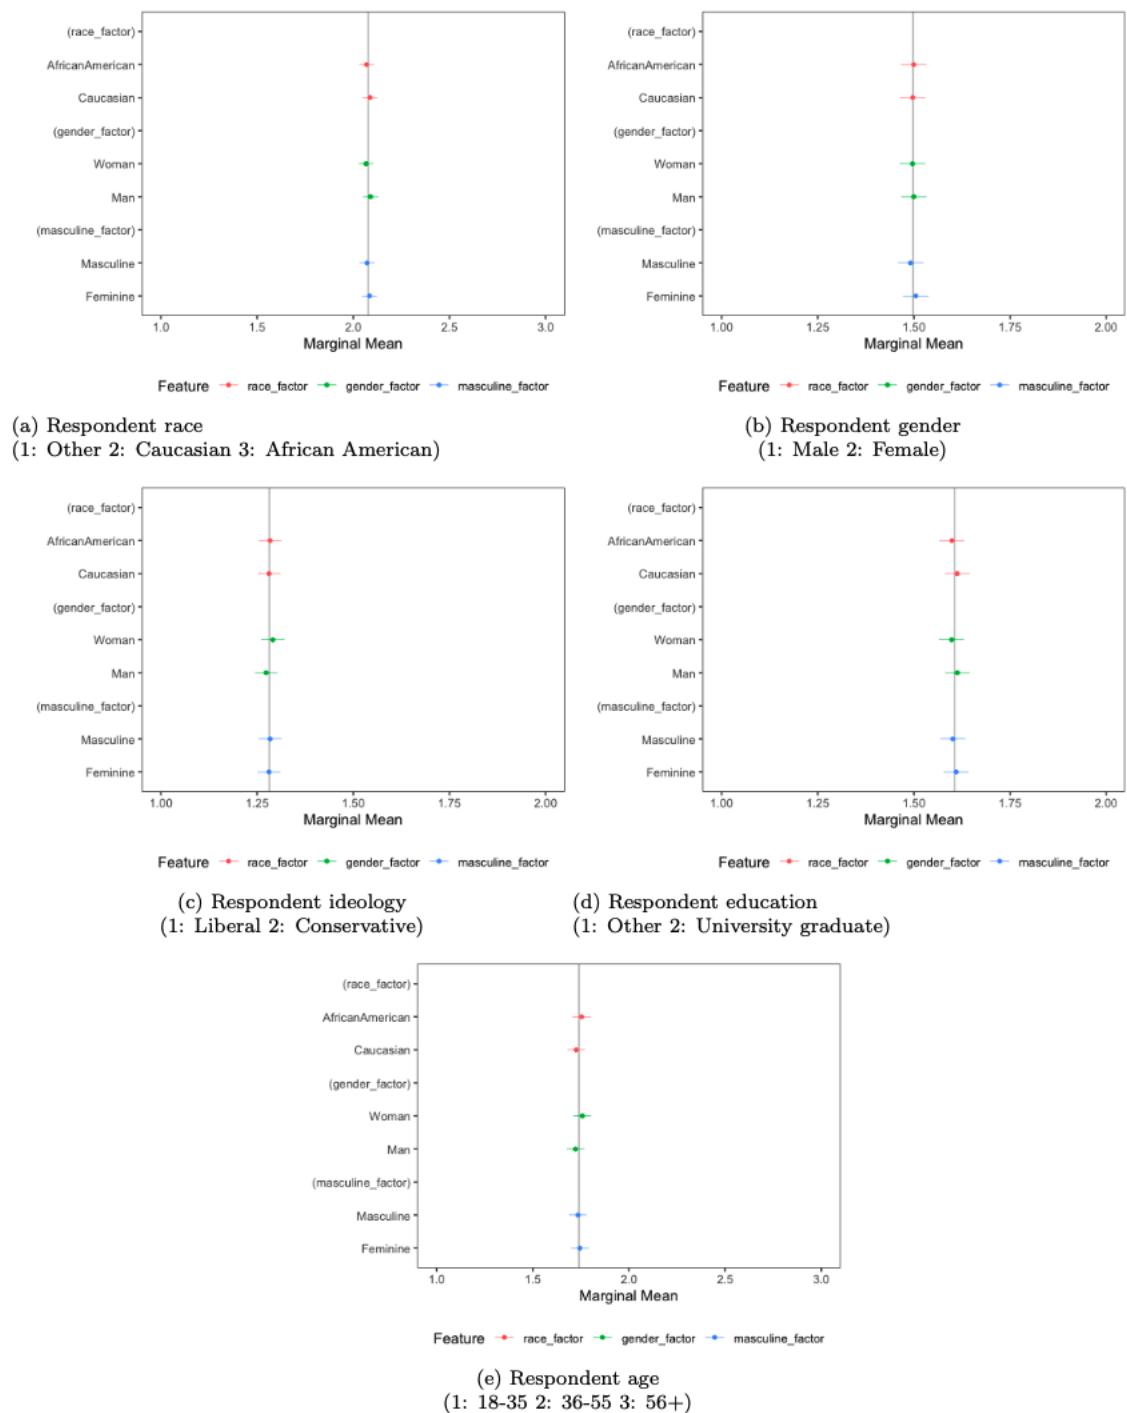 (race_factor)
AfricanAmerican
Caucasian
(gender_factor)
Woman
Man
(masculine_factor)
Masculine
Feminine
1.0 1.5 2.0 2.5 3.0
Marginal Mean
Feature race_factor gender_factor masculine_factor
(a) Respondent race
(1: Other 2: Caucasian 3: African American)
(race_factor)
AfricanAmerican
Caucasian
(gender_factor)
Woman
Man
(masculine_factor)
Masculine
Feminine
1.00 1.25 1.50 1.75 2.00
Marginal Mean
Feature race_factor gender_factor masculine_factor
(b) Respondent gender
(1: Male 2: Female)
(race_factor)
AfricanAmerican
Caucasian
(gender_factor)
Woman
Man
(masculine_factor)
Masculine
Feminine
1.00 1.25 1.50 1.75 2.00
Marginal Mean
Feature race_factor gender_factor masculine_factor
(c) Respondent ideology
(1: Liberal 2: Conservative)
(race_factor)
AfricanAmerican
Caucasian
(gender_factor)
Woman
Man
(masculine_factor)
Masculine
Feminine
1.00 1.25 1.50 1.75 2.00
Marginal Mean
Feature race_factor gender_factor masculine_factor
(d) Respondent education
(1: Other 2: University graduate)
(race_factor)
AfricanAmerican
Caucasian
(gender_factor)
Woman
Man
(masculine_factor)
Masculine
Feminine
1.0 1.5 2.0 2.5 3.0
Marginal Mean
Feature race_factor gender_factor masculine_factor
(e) Respondent age
(1: 18-35 2: 36-55 3: 56+)